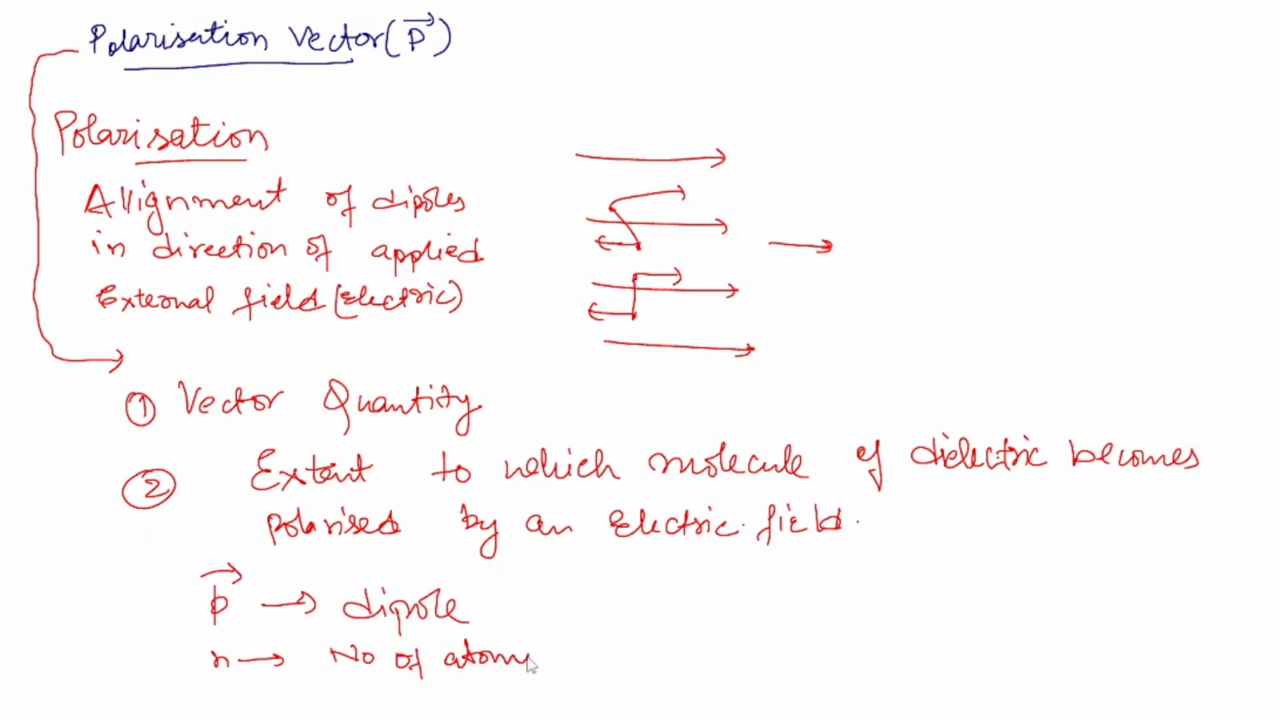 Polarisation Vector (P⃗)
Polarisation
Allignment of dipoles
in direction of applied
External field (Electric)
① Vector Quantity
② Extent to which molecule of dielectric becomes
polarised by an Electric field.
p⃗ → dipole
n → No of atoms